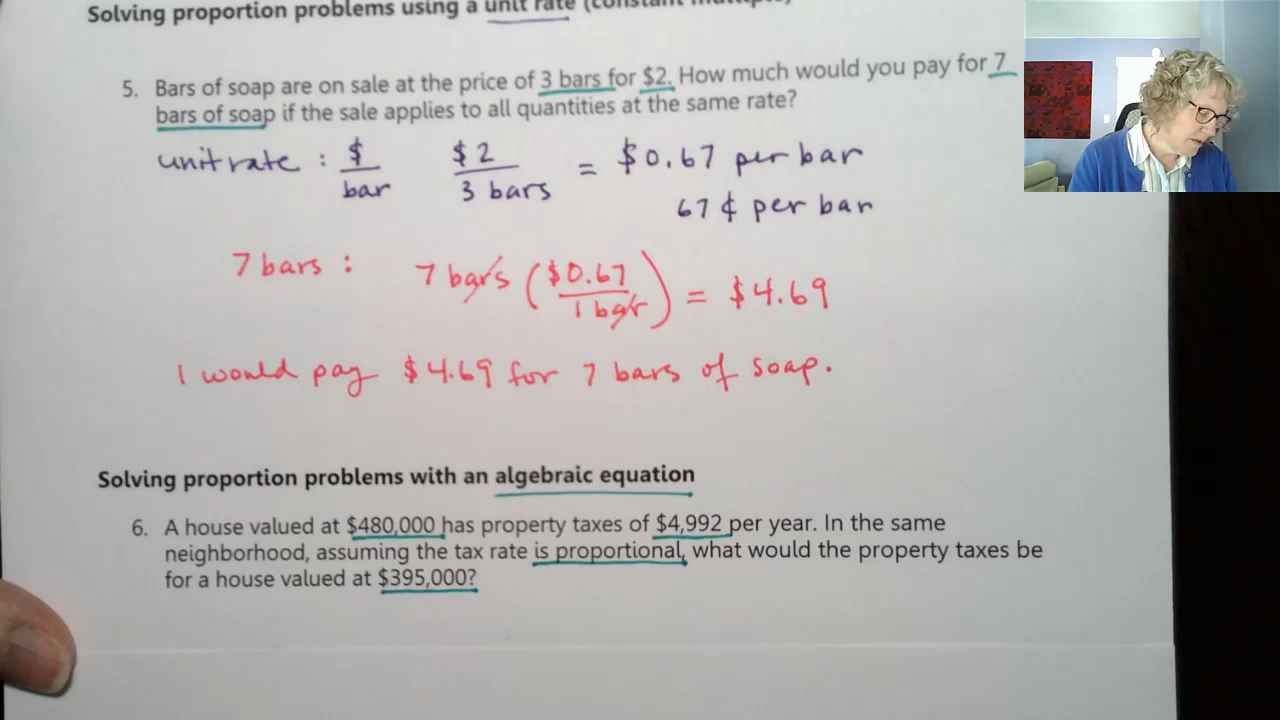 Solving proportion problems using a unit rate (constant multiple)
5. Bars of soap are on sale at the price of 3 bars for $2. How much would you pay for 7
bars of soap if the sale applies to all quantities at the same rate?
unit rate : $/bar $2/3 bars = $0.67 per bar
67 ¢ per bar
7 bars : 7 bars ($0.67/1 bar) = $4.69
I would pay $4.69 for 7 bars of soap.
Solving proportion problems with an algebraic equation
6. A house valued at $480,000 has property taxes of $4,992 per year. In the same
neighborhood, assuming the tax rate is proportional, what would the property taxes be
for a house valued at $395,000?